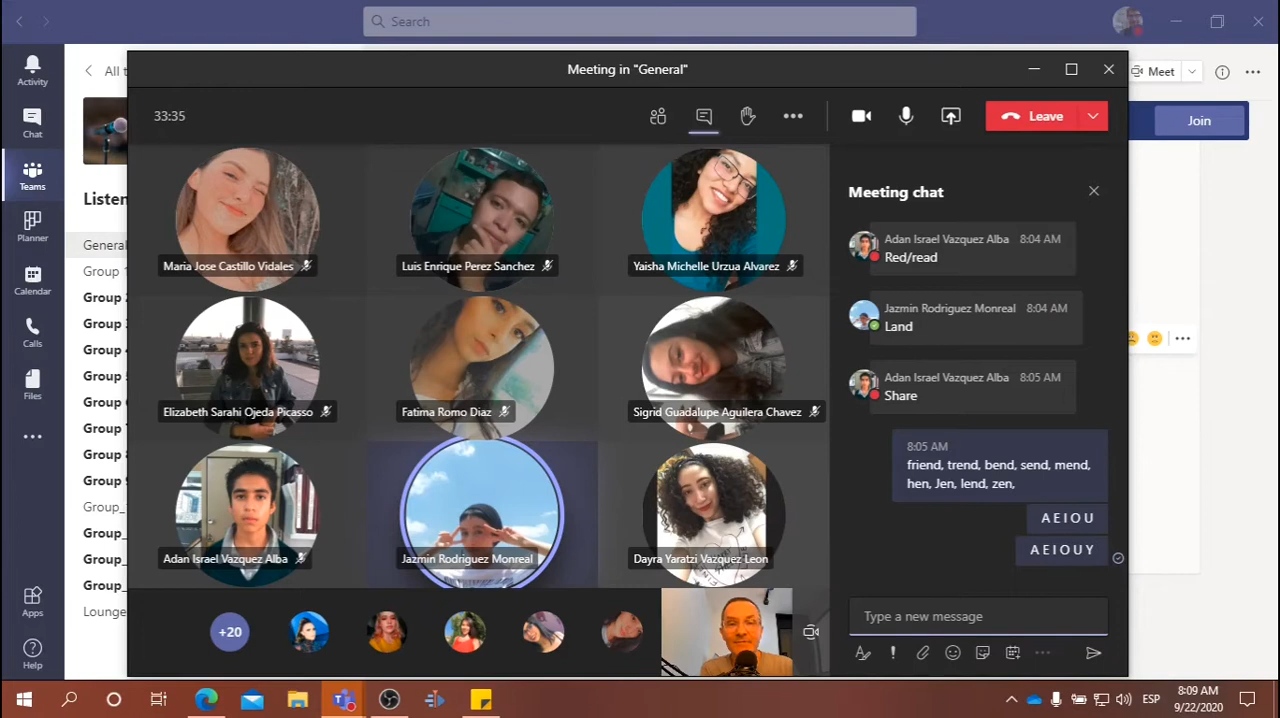 Search
Activity
Chat
Teams
Planner
Calendar
Calls
Files
Apps
Help
All t
Listen
General
Group 1
Group 2
Group 3
Group 4
Group 5
Group 6
Group 7
Group 8
Group 9
Group_
Group_
Group_
Group_
Lounge
Meet
Join
Meeting in "General"
33:35
Leave
Maria Jose Castillo Vidales
Luis Enrique Perez Sanchez
Yaisha Michelle Urzua Alvarez
Elizabeth Sarahi Ojeda Picasso
Fatima Romo Diaz
Sigrid Guadalupe Aguilera Chavez
Adan Israel Vazquez Alba
Jazmin Rodriguez Monreal
Dayra Yaratzi Vazquez Leon
+20
Meeting chat
Adan Israel Vazquez Alba 8:04 AM
Red/read
Jazmin Rodriguez Monreal 8:04 AM
Land
Adan Israel Vazquez Alba 8:05 AM
Share
8:05 AM
friend, trend, bend, send, mend,
hen, Jen, lend, zen,
A E I O U
A E I O U Y
Type a new message
ESP
8:09 AM
9/22/2020